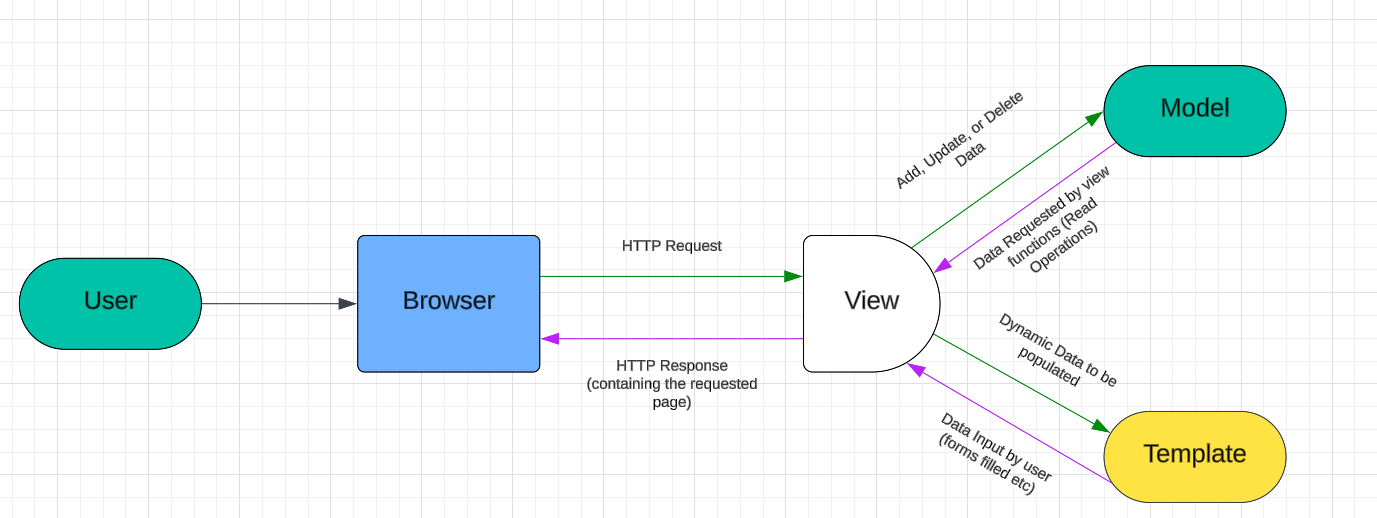 User
Browser
HTTP Request
HTTP Response
(containing the requested
page)
View
Add, Update, or Delete
Data
Model
Data Requested by view
functions (Read
Operations)
Dynamic Data to be
populated
Data Input by user
(forms filled etc)
Template